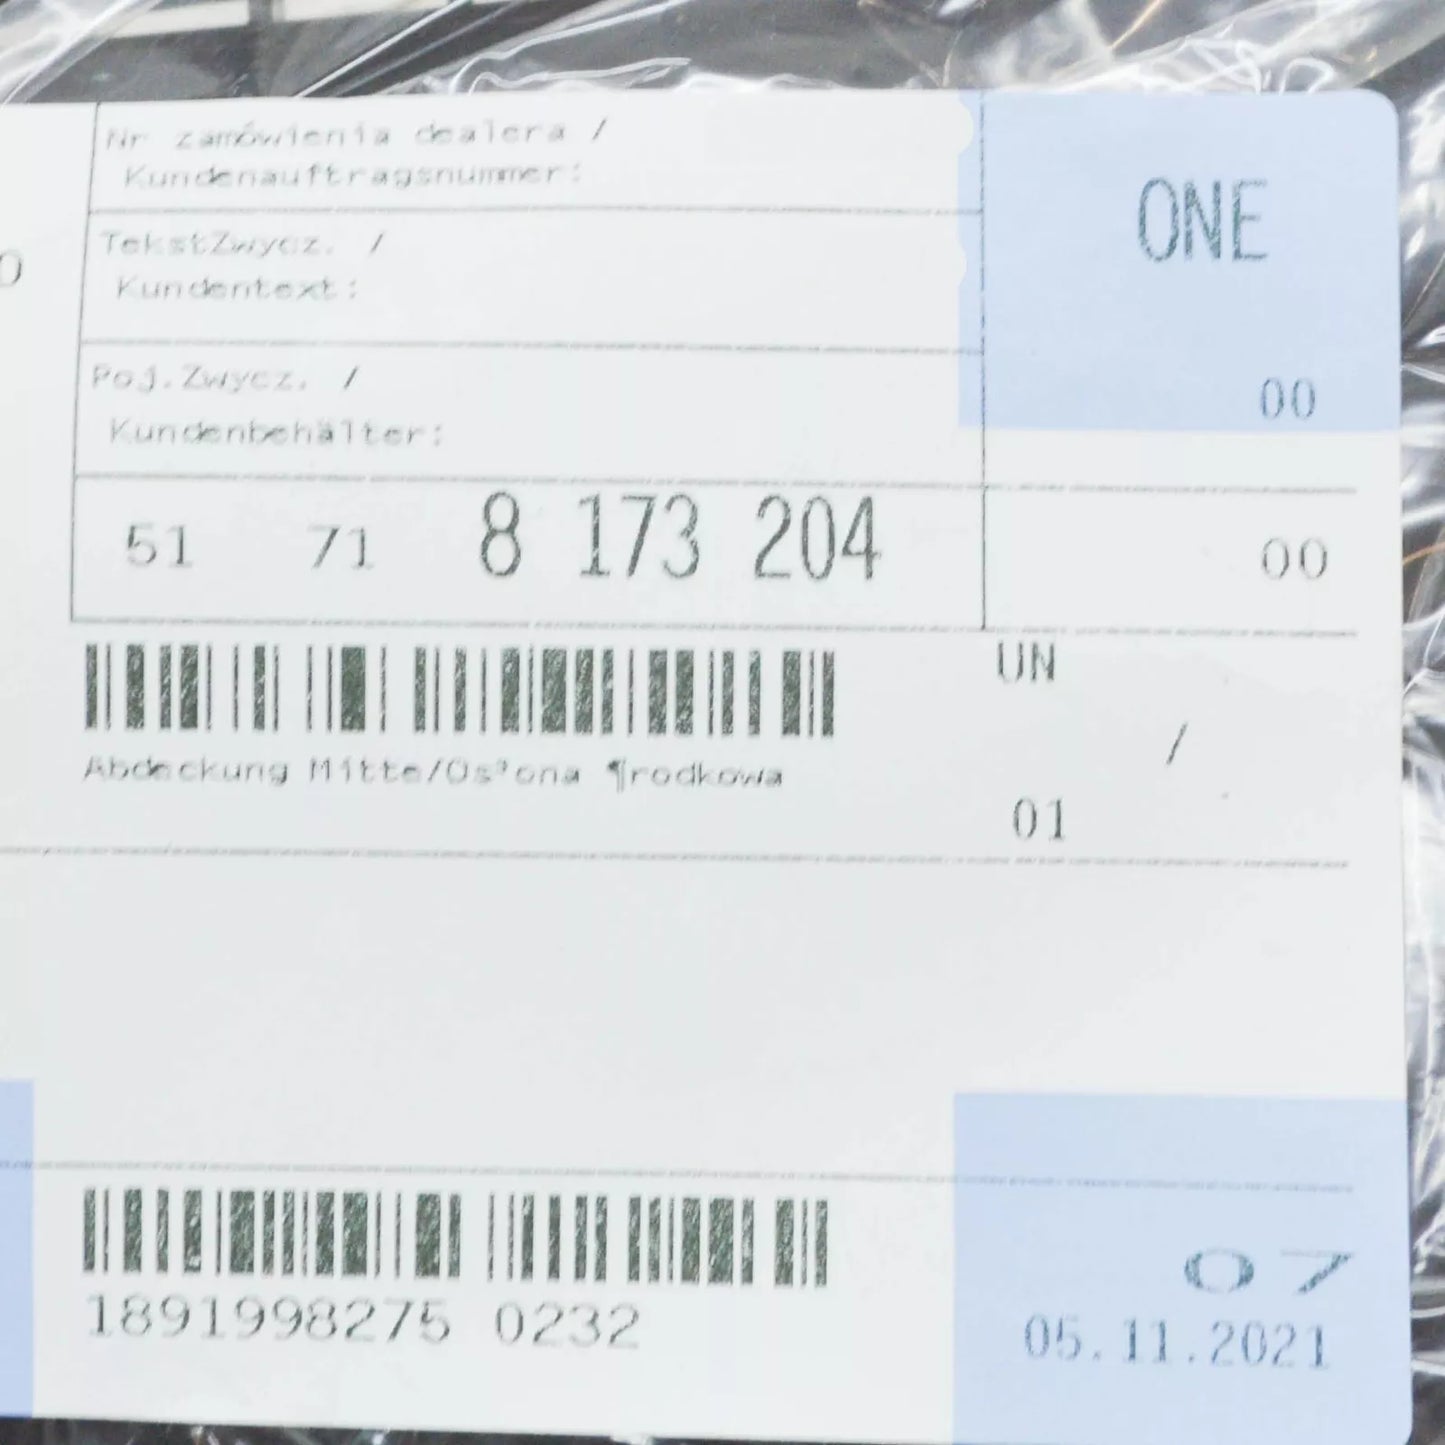 Nr zamówienia dealera /
Kundenauftragsnummer:
ONE
TekstZwycz. /
Kundentext:
00
Poj.Zwycz. /
Kundenbehälter:
51 71 8 173 204 00
UN
/
Abdeckung Mitte/Os³ona ¶rodkowa
01
1891998275 0232
07
05.11.2021